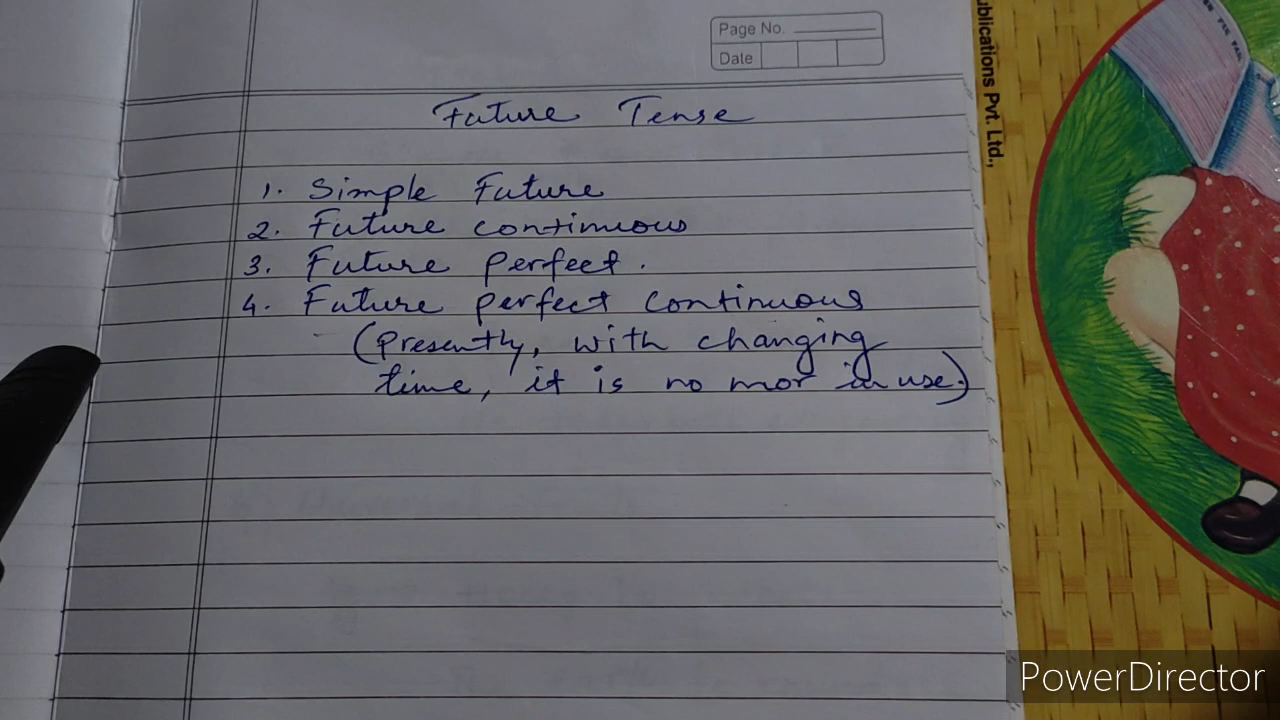 Page No.
Date
Future Tense
1. Simple Future
2. Future continuous
3. Future perfect.
4. Future perfect continuous
(Presently, with changing
time, it is no mor in use.)
ublications Pvt. Ltd.,
PowerDirector